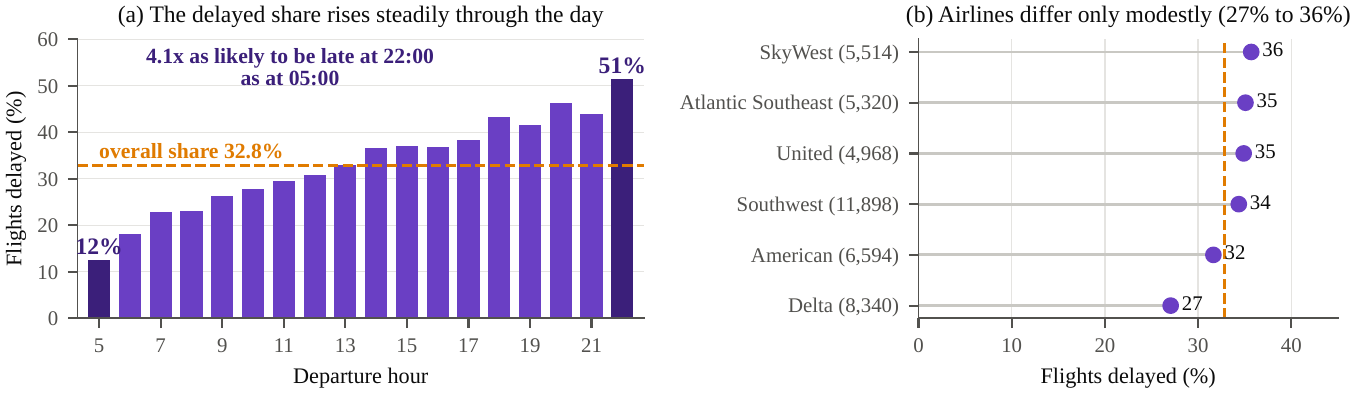 (a) The delayed share rises steadily through the day
60
50
40
30
20
10
0
Flights delayed (%)
4.1x as likely to be late at 22:00
as at 05:00
51%
overall share 32.8%
12%
5 7 9 11 13 15 17 19 21
Departure hour
(b) Airlines differ only modestly (27% to 36%)
SkyWest (5,514) 36
Atlantic Southeast (5,320) 35
United (4,968) 35
Southwest (11,898) 34
American (6,594) 32
Delta (8,340) 27
0 10 20 30 40
Flights delayed (%)